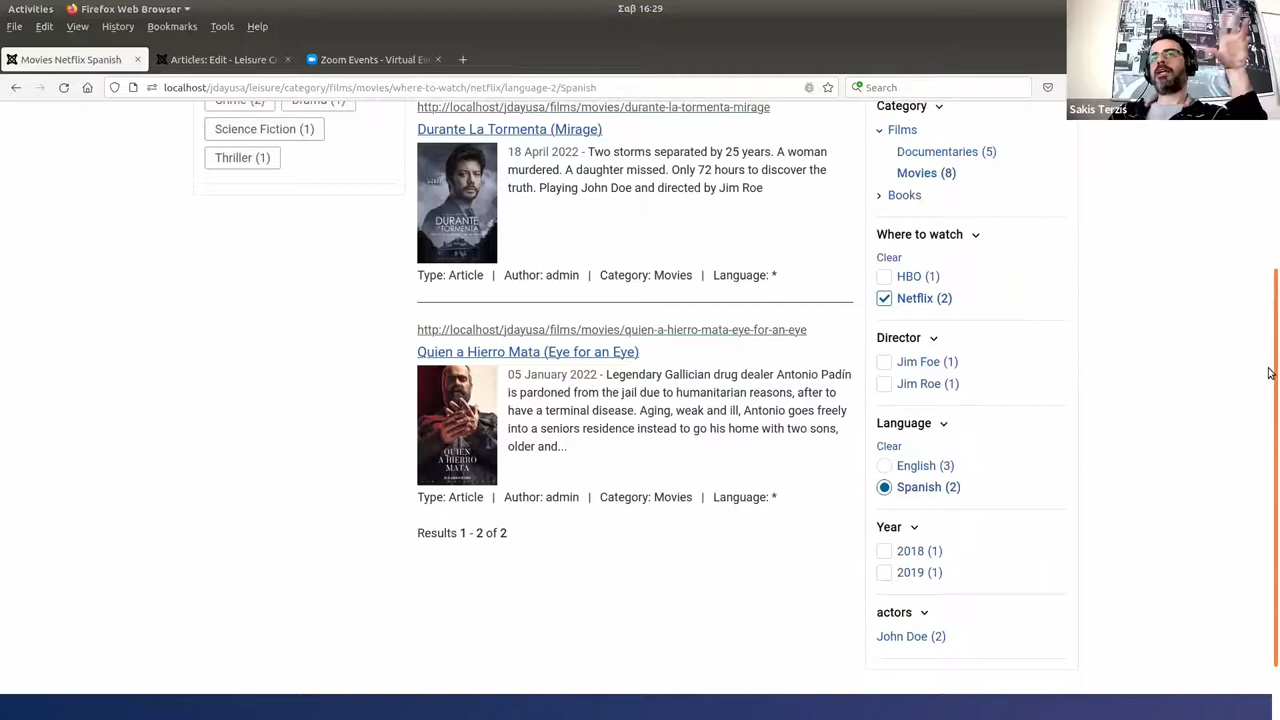 Activities
Firefox Web Browser
Σαβ 16:29
File Edit View History Bookmarks Tools Help
Movies Netflix Spanish
Articles: Edit - Leisure C
Zoom Events - Virtual Ev
localhost/jdayusa/leisure/category/films/movies/where-to-watch/netflix/language-2/Spanish
Search
Sakis Terzis
Science Fiction (1)
Thriller (1)
http://localhost/jdayusa/films/movies/durante-la-tormenta-mirage
Durante La Tormenta (Mirage)
18 April 2022 - Two storms separated by 25 years. A woman
murdered. A daughter missed. Only 72 hours to discover the
truth. Playing John Doe and directed by Jim Roe
DURANTE
LA TORMENTA
Type: Article | Author: admin | Category: Movies | Language: *
http://localhost/jdayusa/films/movies/quien-a-hierro-mata-eye-for-an-eye
Quien a Hierro Mata (Eye for an Eye)
05 January 2022 - Legendary Gallician drug dealer Antonio Padín
is pardoned from the jail due to humanitarian reasons, after to
have a terminal disease. Aging, weak and ill, Antonio goes freely
into a seniors residence instead to go his home with two sons,
older and...
QUIEN
A HIERRO
MATA
Type: Article | Author: admin | Category: Movies | Language: *
Results 1 - 2 of 2
Category
Films
Documentaries (5)
Movies (8)
Books
Where to watch
Clear
HBO (1)
Netflix (2)
Director
Jim Foe (1)
Jim Roe (1)
Language
Clear
English (3)
Spanish (2)
Year
2018 (1)
2019 (1)
actors
John Doe (2)